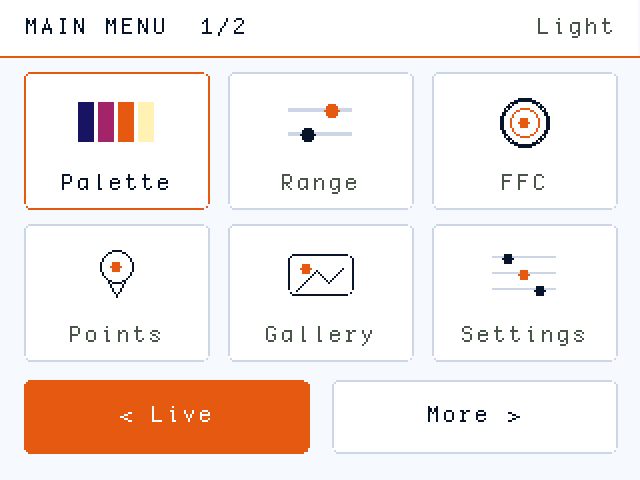 MAIN MENU 1/2 Light
Palette Range FFC
Points Gallery Settings
< Live More >